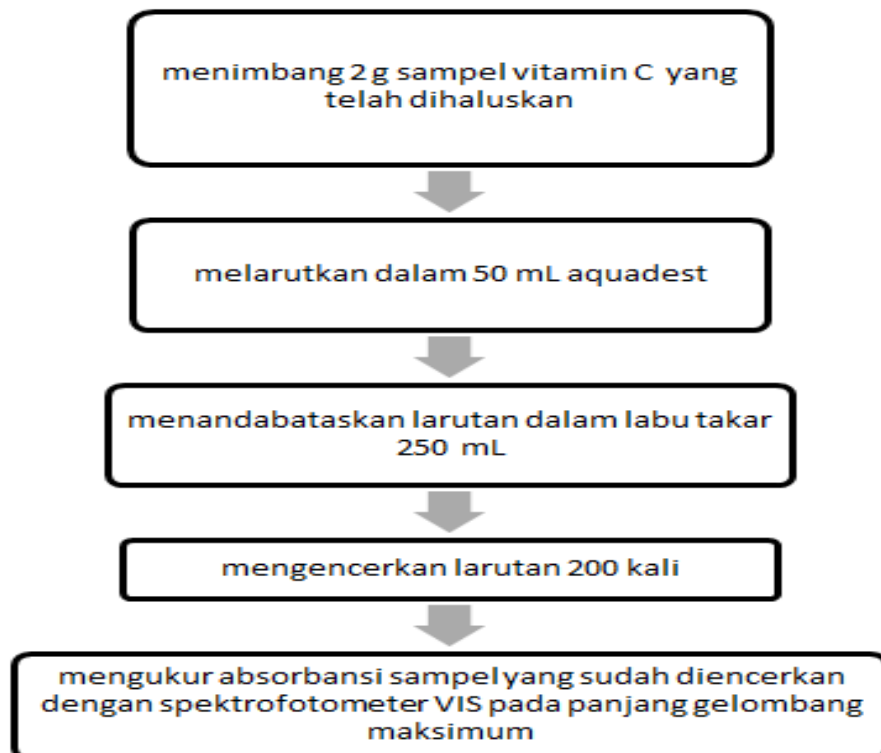 menimbang 2 g sampel vitamin C yang
telah dihaluskan
melarutkan dalam 50 mL aquadest
menandabataskan larutan dalam labu takar
250 mL
mengencerkan larutan 200 kali
mengukur absorbansi sampel yang sudah diencerkan
dengan spektrofotometer VIS pada panjang gelombang
maksimum